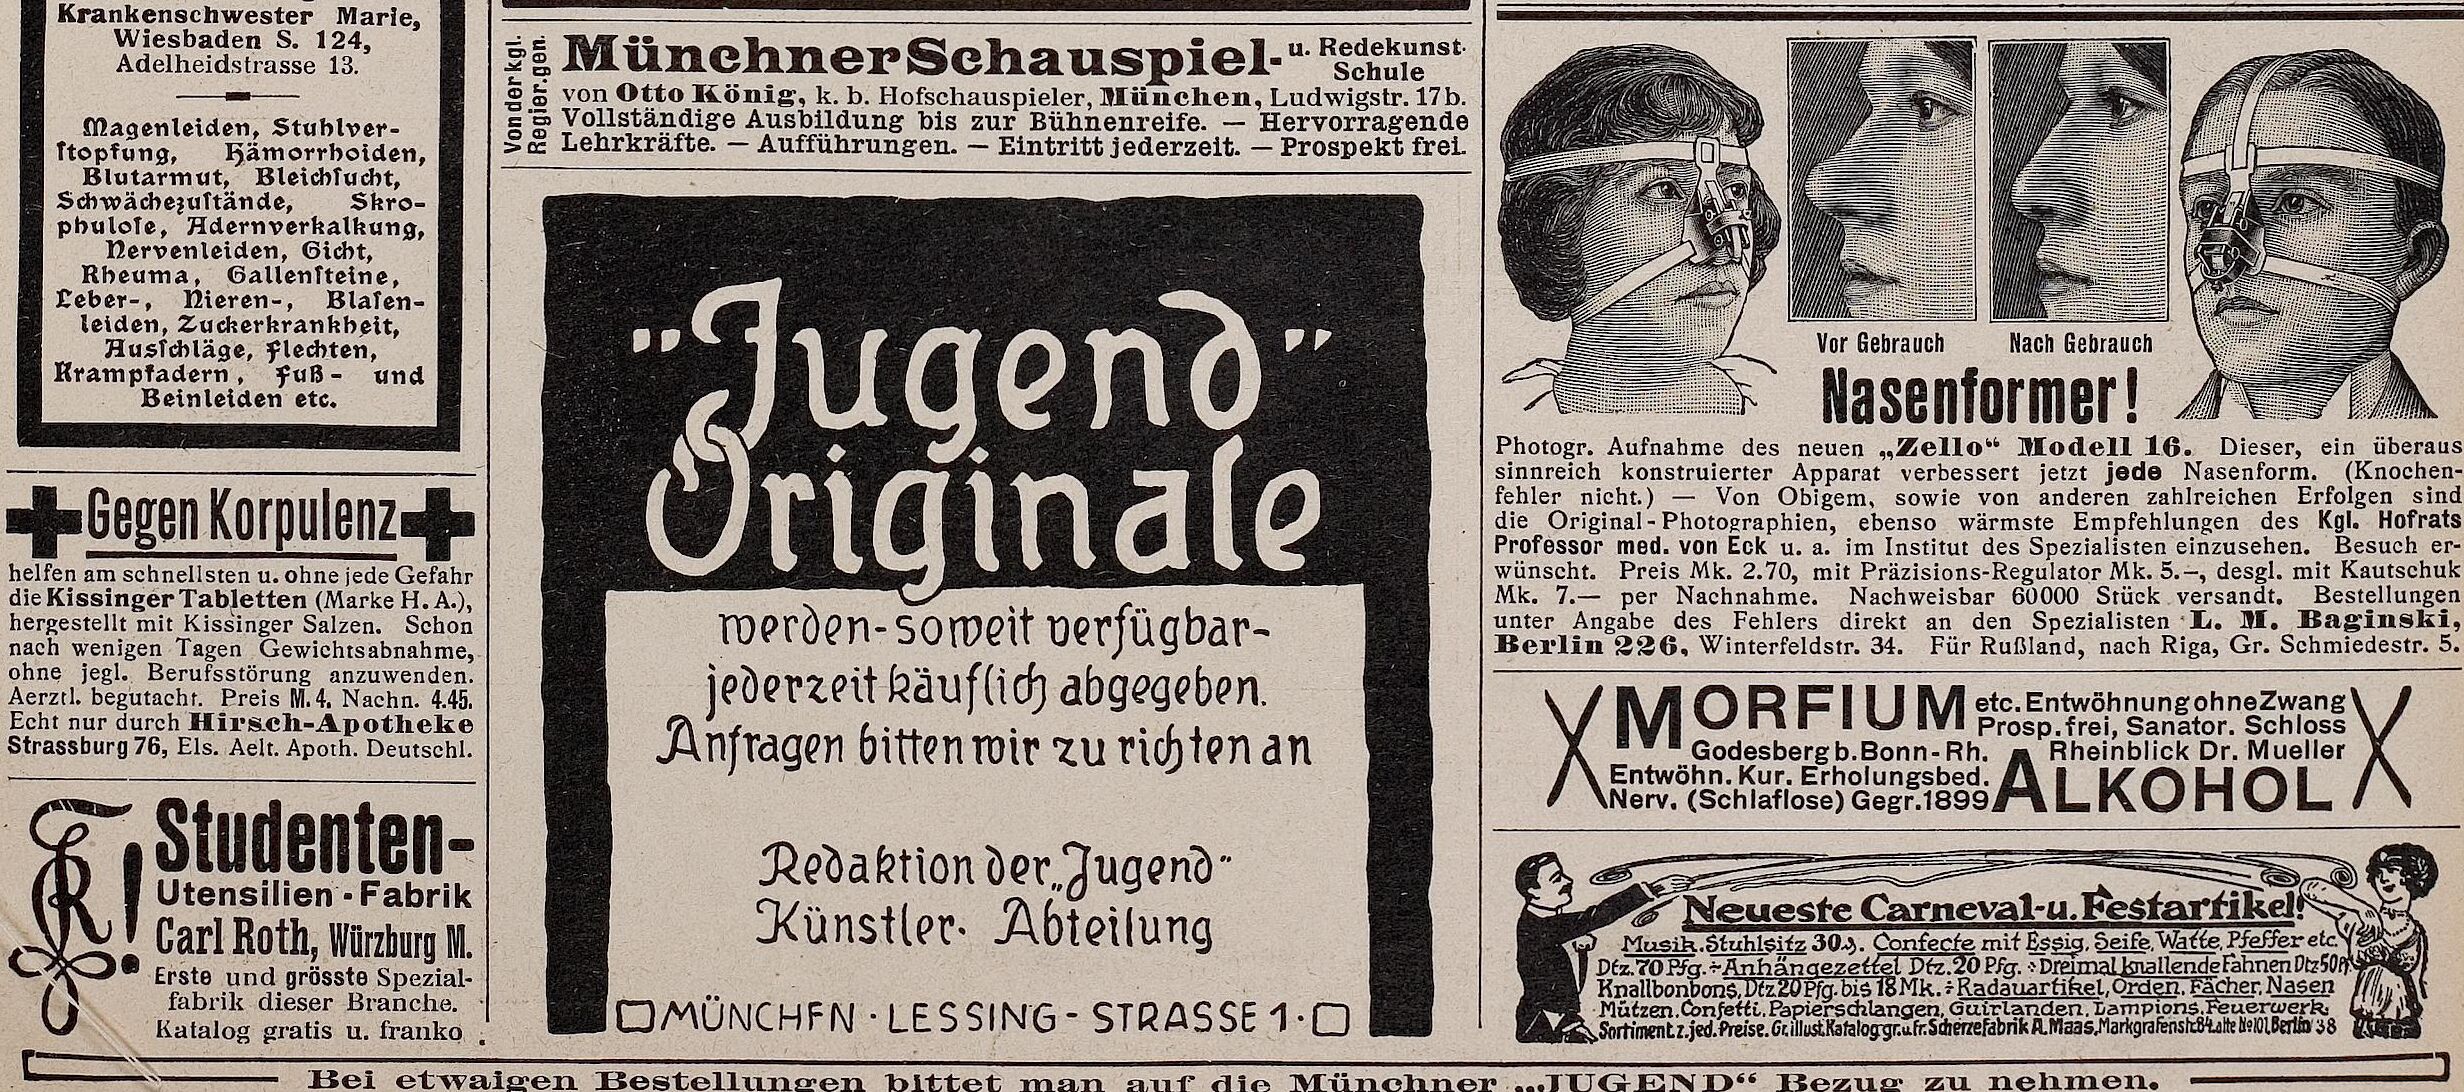 Krankenschwester Marie,
Wiesbaden S. 124,
Adelheidstrasse 13.
Magenleiden, Stuhlver-
stopfung, Hämorrhoiden,
Blutarmut, Bleichsucht,
Schwächezustände, Skro-
phulose, Adernverkalkung,
Nervenleiden, Gicht,
Rheuma, Gallensteine,
Leber-, Nieren-, Blasen-
leiden, Zuckerkrankheit,
Ausschläge, Flechten,
Krampfadern, Fuß- und
Beinleiden etc.
Gegen Korpulenz
helfen am schnellsten u. ohne jede Gefahr
die Kissinger Tabletten (Marke H. A.),
hergestellt mit Kissinger Salzen. Schon
nach wenigen Tagen Gewichtsabnahme,
ohne jegl. Berufsstörung anzuwenden.
Aerztl. begutacht. Preis M. 4. Nachn. 4.45.
Echt nur durch Hirsch-Apotheke
Strassburg 76, Els. Aelt. Apoth. Deutschl.
Studenten-
Utensilien-Fabrik
Carl Roth, Würzburg M.
Erste und grösste Spezial-
fabrik dieser Branche.
Katalog gratis u. franko.
Von der kgl.
Regier. gen.
Münchner Schauspiel- u. Redekunst-
Schule
von Otto König, k. b. Hofschauspieler, München, Ludwigstr. 17b.
Vollständige Ausbildung bis zur Bühnenreife. — Hervorragende
Lehrkräfte. — Aufführungen. — Eintritt jederzeit. — Prospekt frei.
"Jugend"
Originale
werden-soweit verfügbar-
jederzeit käuflich abgegeben.
Anfragen bitten wir zu richten an
Redaktion der „Jugend"
Künstler-Abteilung
MÜNCHEN · LESSING-STRASSE 1 ·
Vor Gebrauch
Nach Gebrauch
Nasenformer!
Photogr. Aufnahme des neuen „Zello“ Modell 16. Dieser, ein überaus
sinnreich konstruierter Apparat verbessert jetzt jede Nasenform. (Knochen-
fehler nicht.) — Von Obigem, sowie von anderen zahlreichen Erfolgen sind
die Original-Photographien, ebenso wärmste Empfehlungen des Kgl. Hofrats
Professor med. von Eck u. a. im Institut des Spezialisten einzusehen. Besuch er-
wünscht. Preis Mk. 2.70, mit Präzisions-Regulator Mk. 5.—, desgl. mit Kautschuk
Mk. 7.— per Nachnahme. Nachweisbar 60000 Stück versandt. Bestellungen
unter Angabe des Fehlers direkt an den Spezialisten L. M. Baginski,
Berlin 226, Winterfeldstr. 34. Für Rußland, nach Riga, Gr. Schmiedestr. 5.
MORFIUM etc. Entwöhnung ohne Zwang
Prosp. frei, Sanator. Schloss
Godesberg b. Bonn-Rh. Rheinblick Dr. Mueller
Entwöhn. Kur. Erholungsbed. ALKOHOL
Nerv. (Schlaflose) Gegr. 1899
Neueste Carneval-u. Festartikel!
Musik. Stuhlsitz 30 ₰. Confecte mit Essig, Seife, Watte, Pfeffer etc.
Dtz. 70 Pfg. ÷ Anhängezettel Dtz. 20 Pfg. ÷ Dreimal knallende Fahnen Dtz 50 Pf
Knallbonbons, Dtz 20 Pfg. bis 18 Mk. ÷ Radauartikel, Orden, Fächer, Nasen
Mützen, Confetti, Papierschlangen, Guirlanden, Lampions, Feuerwerk,
Sortiment z. jed. Preise. Gr. illust. Katalog gr. u. fr. Scherzefabrik A. Maas, Markgrafenstr. 84. alte No 101, Berlin 38
Bei etwaigen Bestellungen bittet man auf die Münchner „JUGEND“ Bezug zu nehmen.